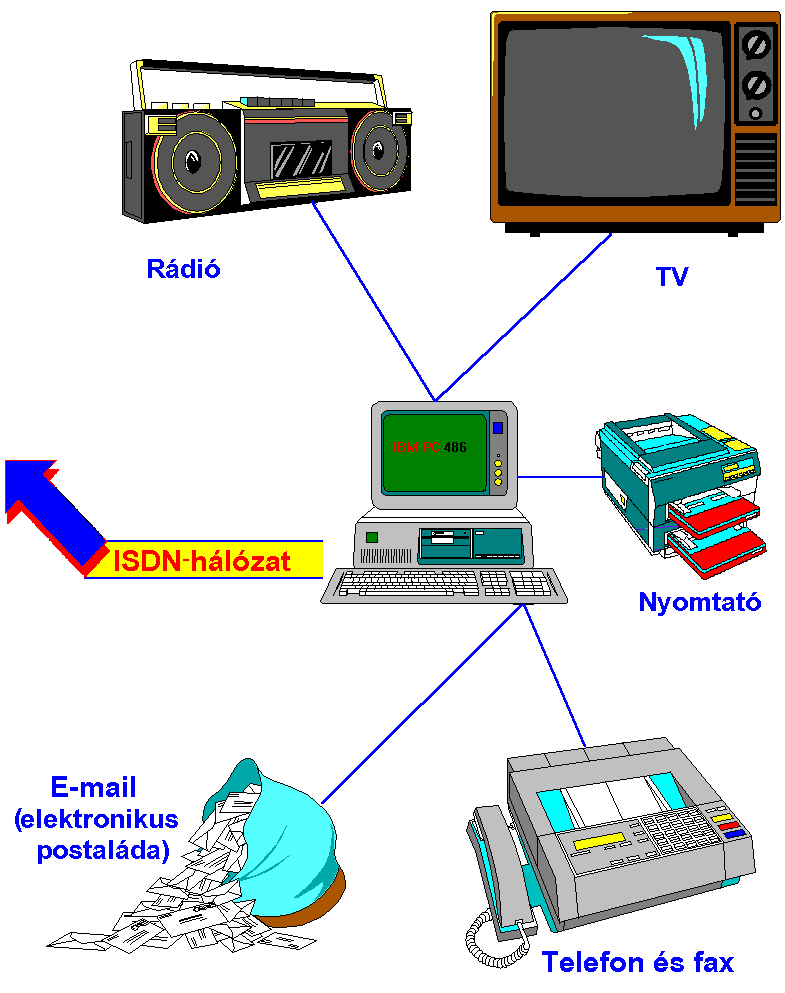 Rádió
TV
IBM PC 486
ISDN-hálózat
Nyomtató
E-mail
(elektronikus
postaláda)
Telefon és fax